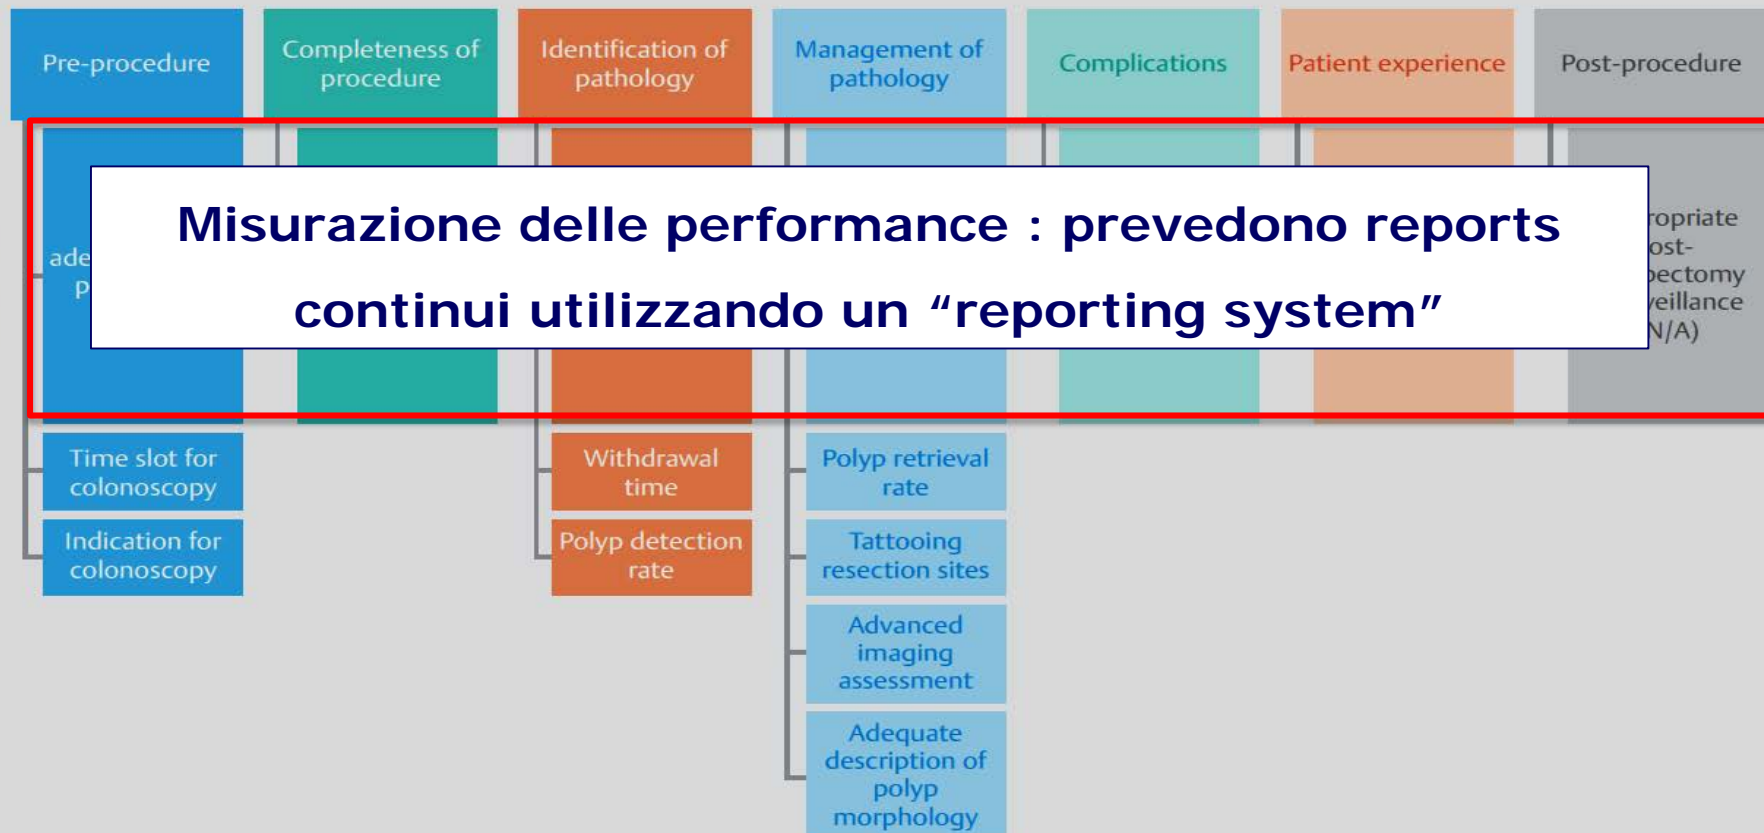 Pre-procedure
Completeness of
procedure
Identification of
pathology
Management of
pathology
Complications
Patient experience
Post-procedure
Misurazione delle performance : prevedono reports
continui utilizzando un “reporting system”
N/A)
Time slot for
colonoscopy
Indication for
colonoscopy
Withdrawal
time
Polyp detection
rate
Polyp retrieval
rate
Tattooing
resection sites
Advanced
imaging
assessment
Adequate
description of
polyp
morphology